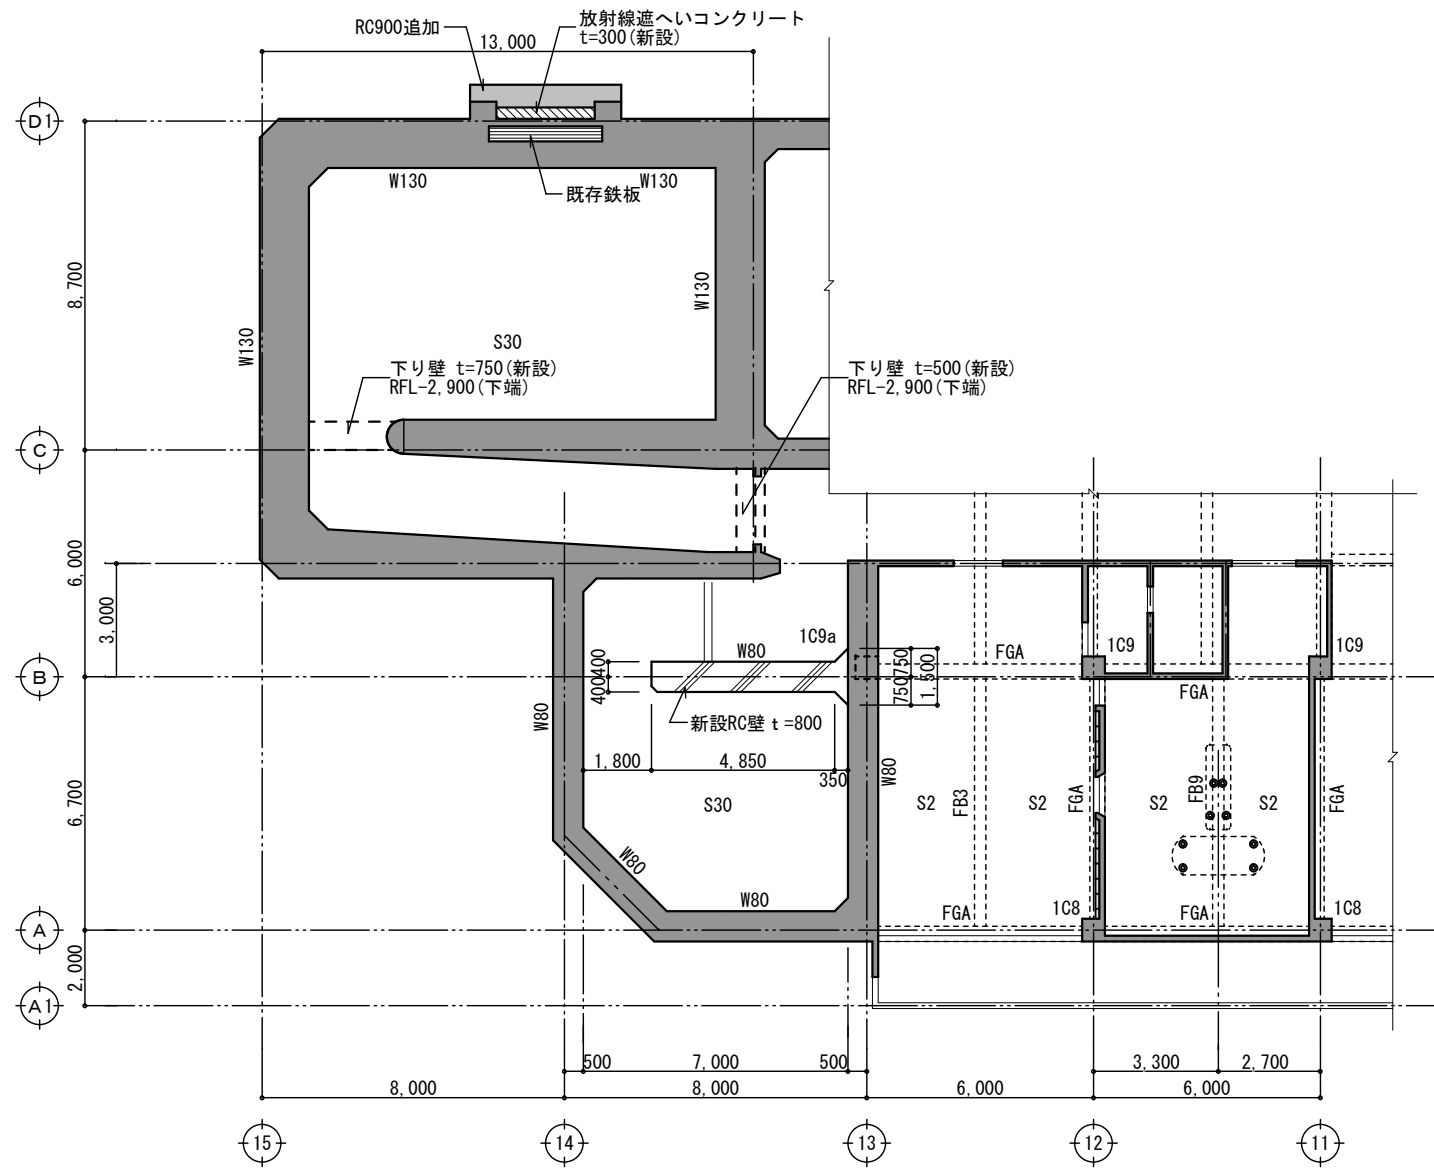 RC900追加
放射線遮へいコンクリート
t=300(新設)
13,000
D1
W130
W130
既存鉄板
8,700
W130
W130
S30
下り壁 t=750(新設)
RFL-2,900(下端)
下り壁 t=500(新設)
RFL-2,900(下端)
C
6,000
3,000
1C9a
W80
FGA
1C9
1C9
400
400
750
750
1,500
B
FGA
W80
新設RC壁 t=800
1,800
4,850
350
W80
6,700
S30
S2
FB3
S2
FGA
S2
FB9
S2
FGA
W80
W80
FGA
1C8
FGA
1C8
A
2,000
A1
500
7,000
500
3,300
2,700
8,000
8,000
6,000
6,000
15
14
13
12
11